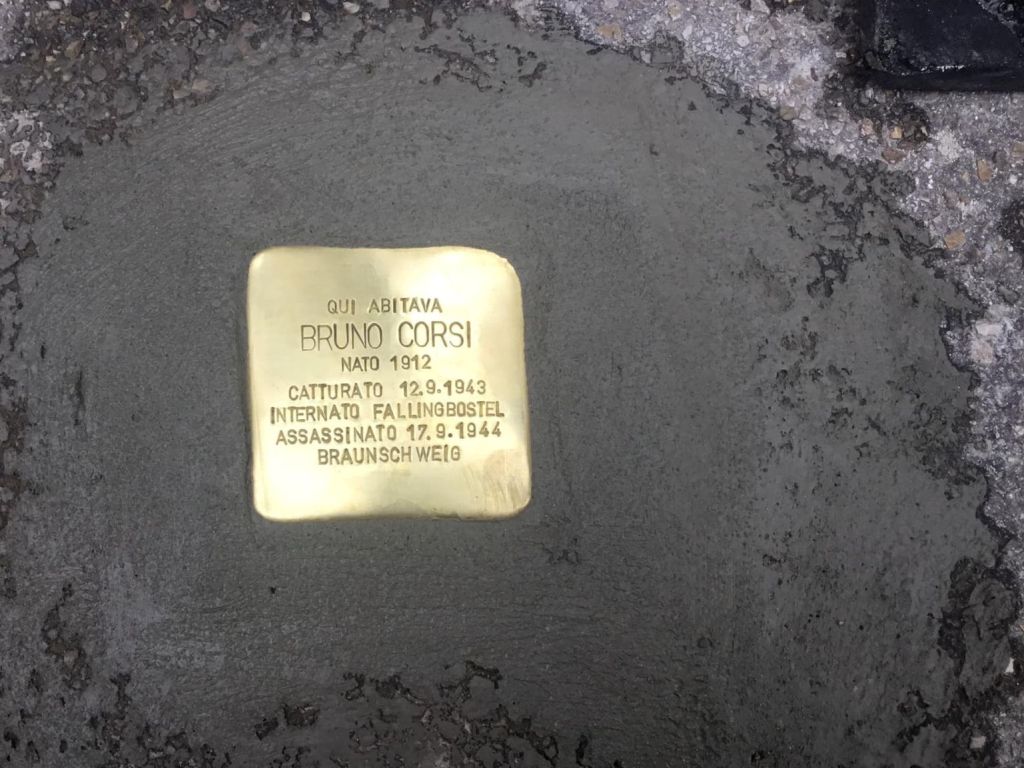 QUI ABITAVA
BRUNO CORSI
NATO 1912
CATTURATO 12.9.1943
INTERNATO FALLINGBOSTEL
ASSASSINATO 17.9.1944
BRAUNSCHWEIG